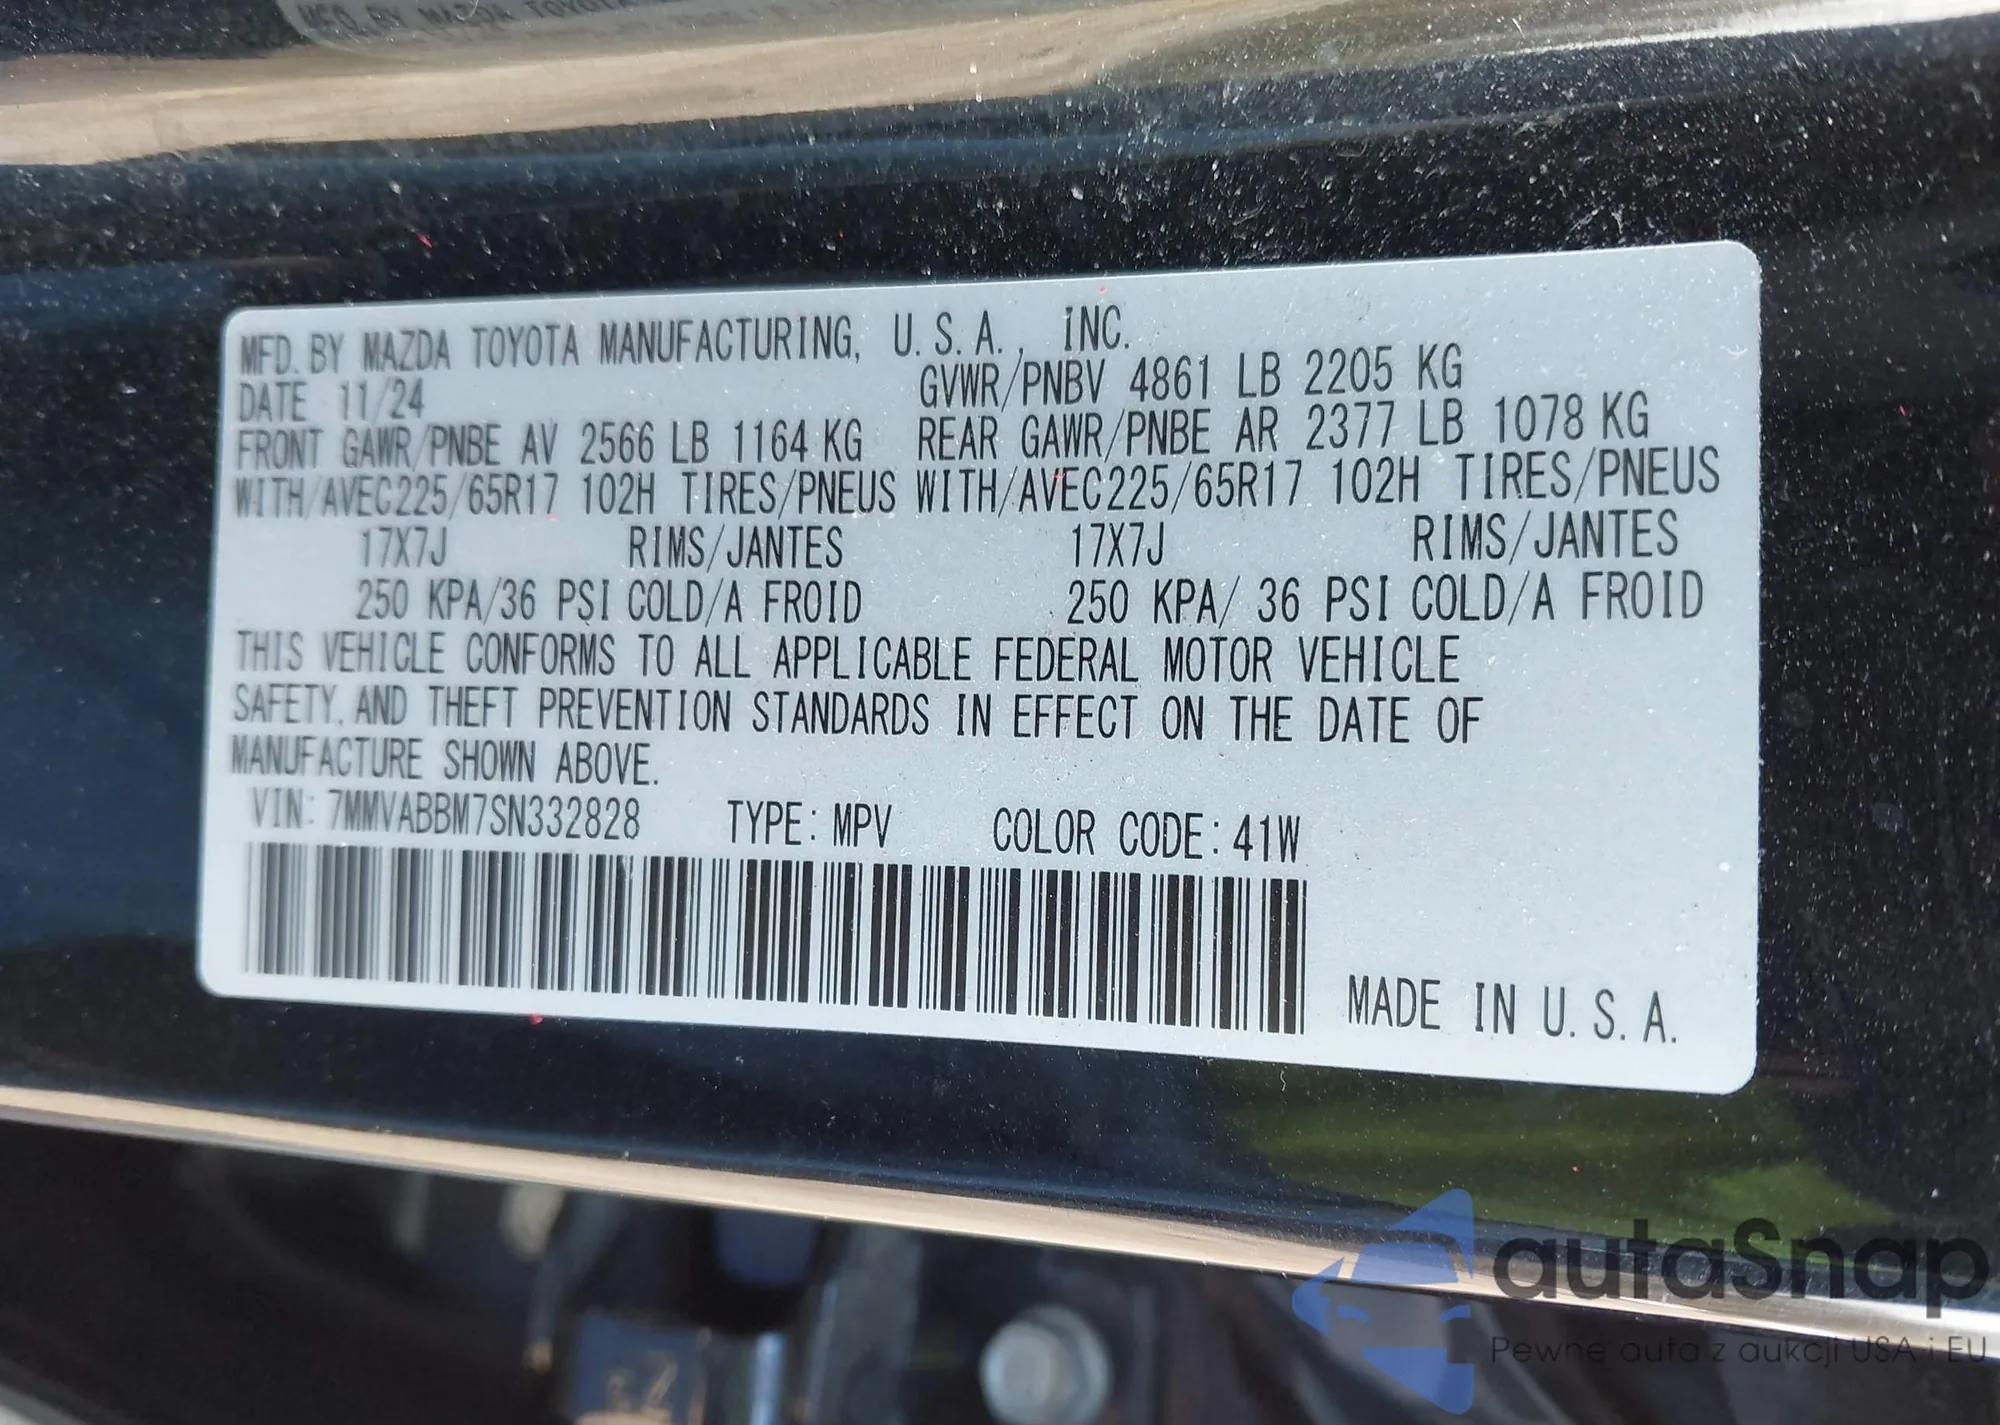 MFD. BY MAZDA TOYOTA
MFD. BY MAZDA TOYOTA MANUFACTURING, U.S.A., INC.
DATE 11/24 GVWR/PNBV 4861 LB 2205 KG
FRONT GAWR/PNBE AV 2566 LB 1164 KG REAR GAWR/PNBE AR 2377 LB 1078 KG
WITH/AVEC225/65R17 102H TIRES/PNEUS WITH/AVEC225/65R17 102H TIRES/PNEUS
17X7J RIMS/JANTES 17X7J RIMS/JANTES
250 KPA/36 PSI COLD/A FROID 250 KPA/ 36 PSI COLD/A FROID
THIS VEHICLE CONFORMS TO ALL APPLICABLE FEDERAL MOTOR VEHICLE
SAFETY, AND THEFT PREVENTION STANDARDS IN EFFECT ON THE DATE OF
MANUFACTURE SHOWN ABOVE.
VIN: 7MMVABBM7SN332828 TYPE: MPV COLOR CODE: 41W
MADE IN U.S.A.
autaSnap
Pewne auta z aukcji USA i EU